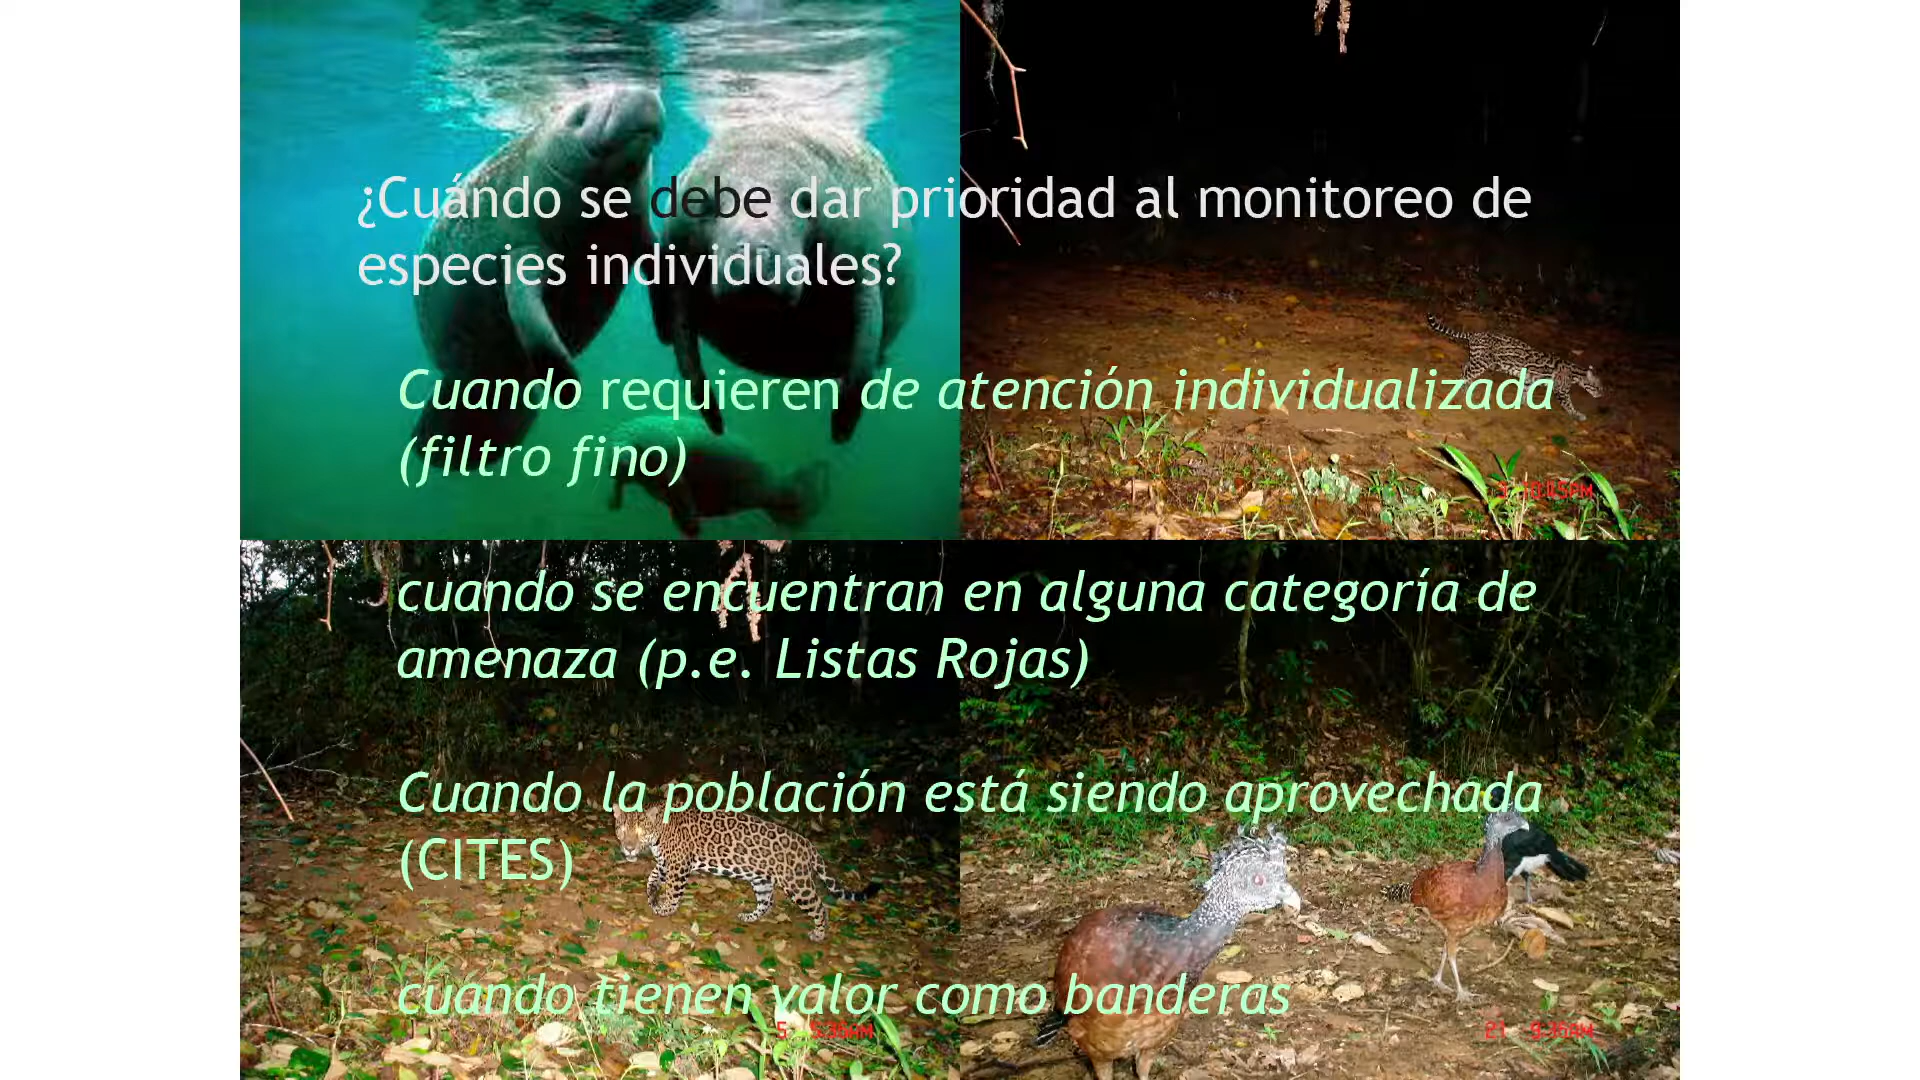 ¿Cuándo se debe dar prioridad al monitoreo de
especies individuales?
Cuando requieren de atención individualizada
(filtro fino)
cuando se encuentran en alguna categoría de
amenaza (p.e. Listas Rojas)
Cuando la población está siendo aprovechada
(CITES)
cuando tienen valor como banderas